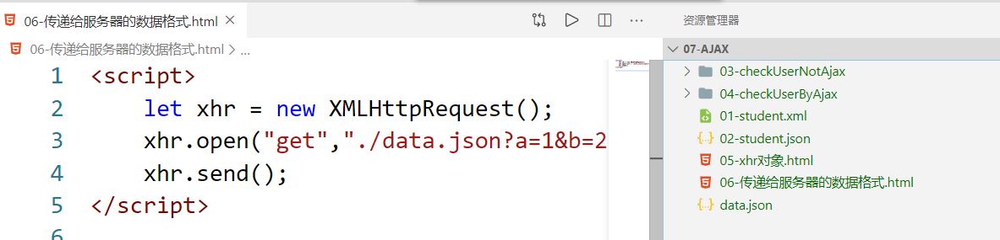 06-传递给服务器的数据格式.html
06-传递给服务器的数据格式.html > ...
1 <script>
2 let xhr = new XMLHttpRequest();
3 xhr.open("get","./data.json?a=1&b=2
4 xhr.send();
5 </script>
6
资源管理器
07-AJAX
03-checkUserNotAjax
04-checkUserByAjax
01-student.xml
02-student.json
05-xhr对象.html
06-传递给服务器的数据格式.html
data.json